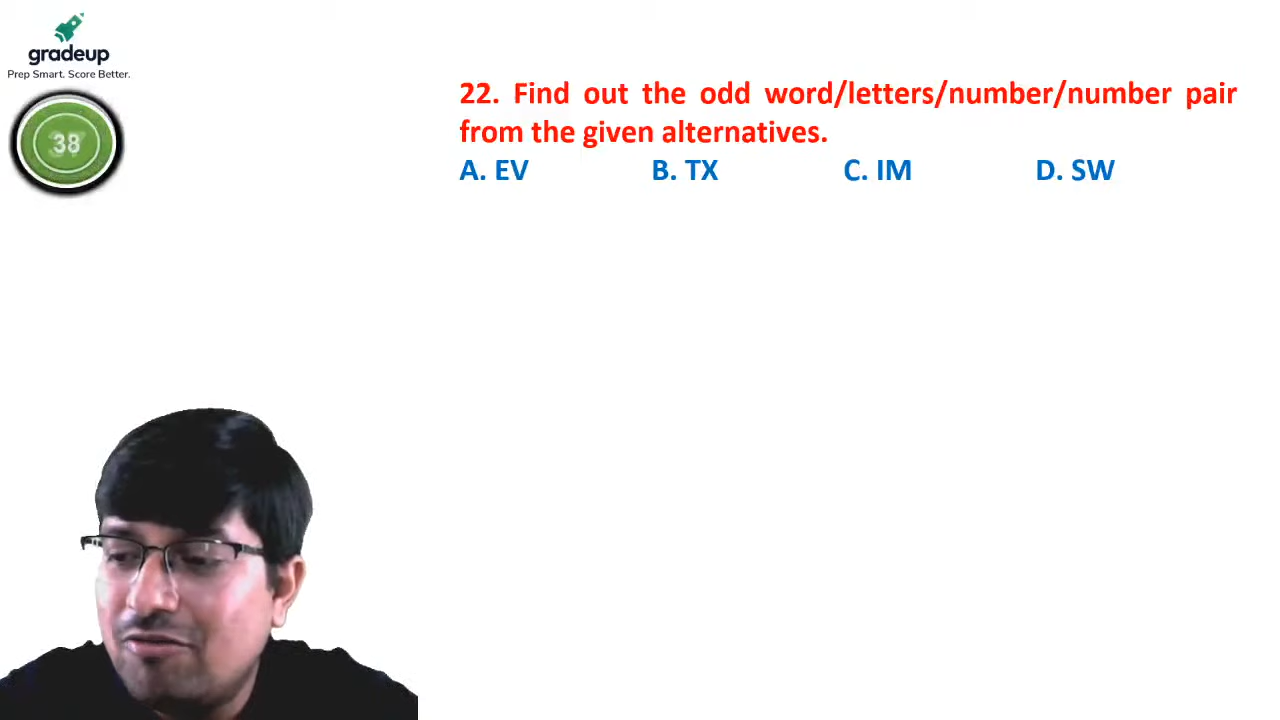 gradeup
Prep Smart. Score Better.
38
22. Find out the odd word/letters/number/number pair
from the given alternatives.
A. EV B. TX C. IM D. SW